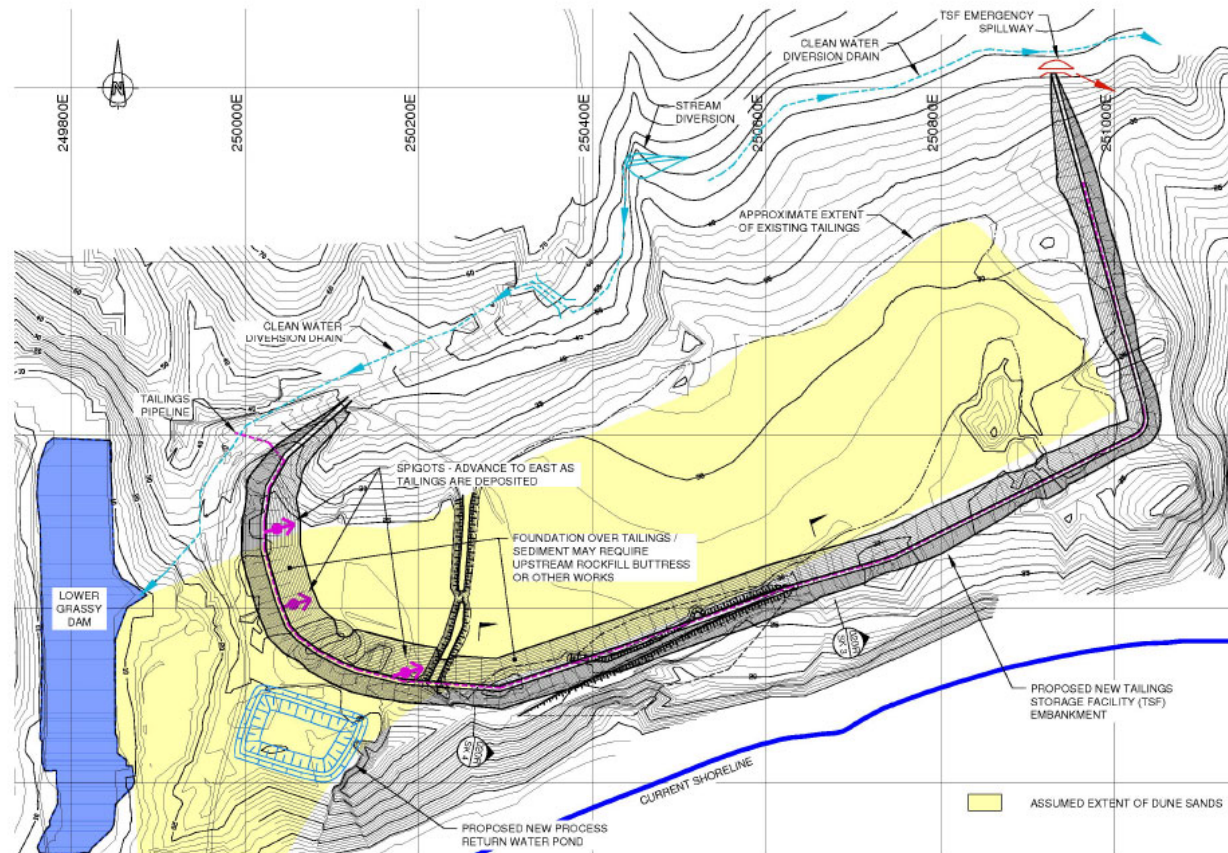 TSF EMERGENCY
SPILLWAY
CLEAN WATER
DIVERSION DRAIN
STREAM
DIVERSION
N
249800E
250000E
250200E
250400E
250600E
250800E
251000E
APPROXIMATE EXTENT
OF EXISTING TAILINGS
CLEAN WATER
DIVERSION DRAIN
TAILINGS
PIPELINE
SPIGOTS - ADVANCE TO EAST AS
TAILINGS ARE DEPOSITED
FOUNDATION OVER TAILINGS /
SEDIMENT MAY REQUIRE
UPSTREAM ROCKFILL BUTTRESS
OR OTHER WORKS
LOWER
GRASSY
DAM
PROPOSED NEW TAILINGS
STORAGE FACILITY (TSF)
EMBANKMENT
CURRENT SHORELINE
ASSUMED EXTENT OF DUNE SANDS
PROPOSED NEW PROCESS
RETURN WATER POND